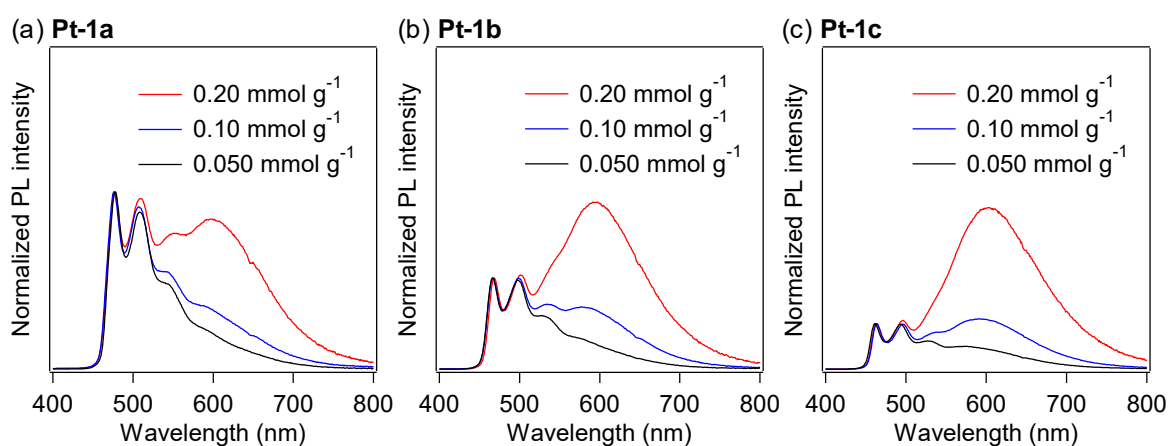 (a) Pt-1a
Normalized PL intensity
0.20 mmol g-1
0.10 mmol g-1
0.050 mmol g-1
400 500 600 700 800
Wavelength (nm)
(b) Pt-1b
Normalized PL intensity
0.20 mmol g-1
0.10 mmol g-1
0.050 mmol g-1
400 500 600 700 800
Wavelength (nm)
(c) Pt-1c
Normalized PL intensity
0.20 mmol g-1
0.10 mmol g-1
0.050 mmol g-1
400 500 600 700 800
Wavelength (nm)